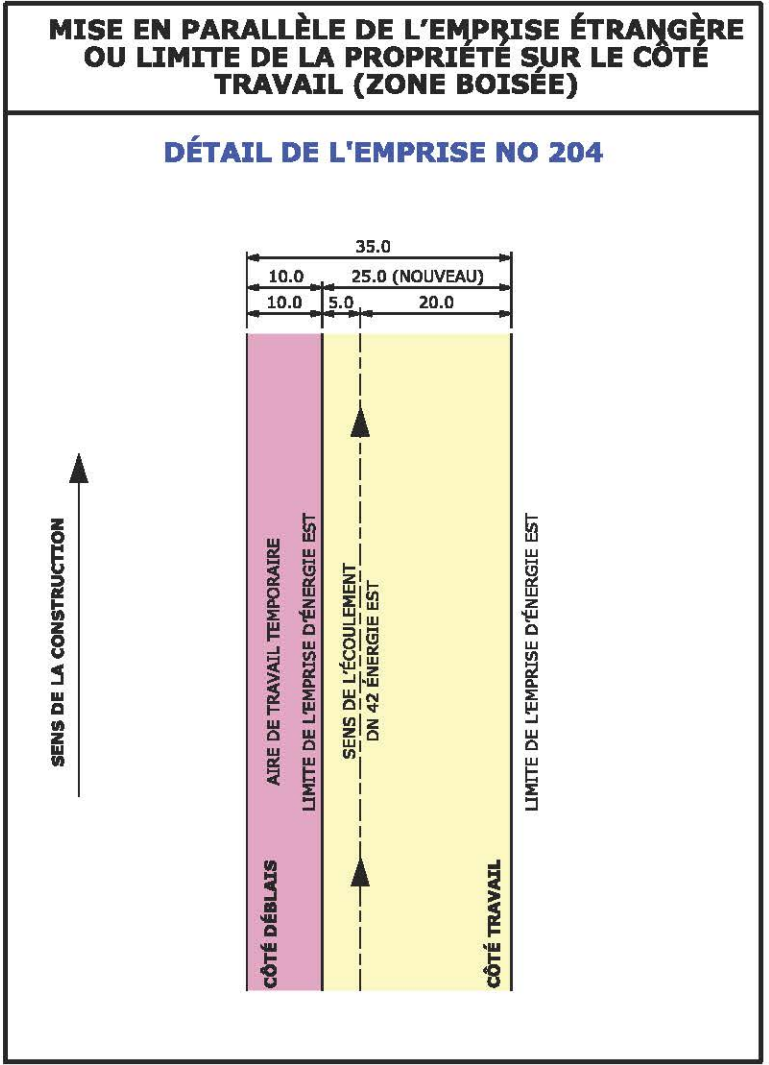 MISE EN PARALLÈLE DE L'EMPRISE ÉTRANGÈRE
OU LIMITE DE LA PROPRIÉTÉ SUR LE CÔTÉ
TRAVAIL (ZONE BOISÉE)
DÉTAIL DE L'EMPRISE NO 204
35.0
10.0 25.0 (NOUVEAU)
10.0 5.0 20.0
SENS DE LA CONSTRUCTION
AIRE DE TRAVAIL TEMPORAIRE
LIMITE DE L'EMPRISE D'ÉNERGIE EST
SENS DE L'ÉCOULEMENT
DN 42 ÉNERGIE EST
LIMITE DE L'EMPRISE D'ÉNERGIE EST
CÔTÉ DÉBLAIS
CÔTÉ TRAVAIL